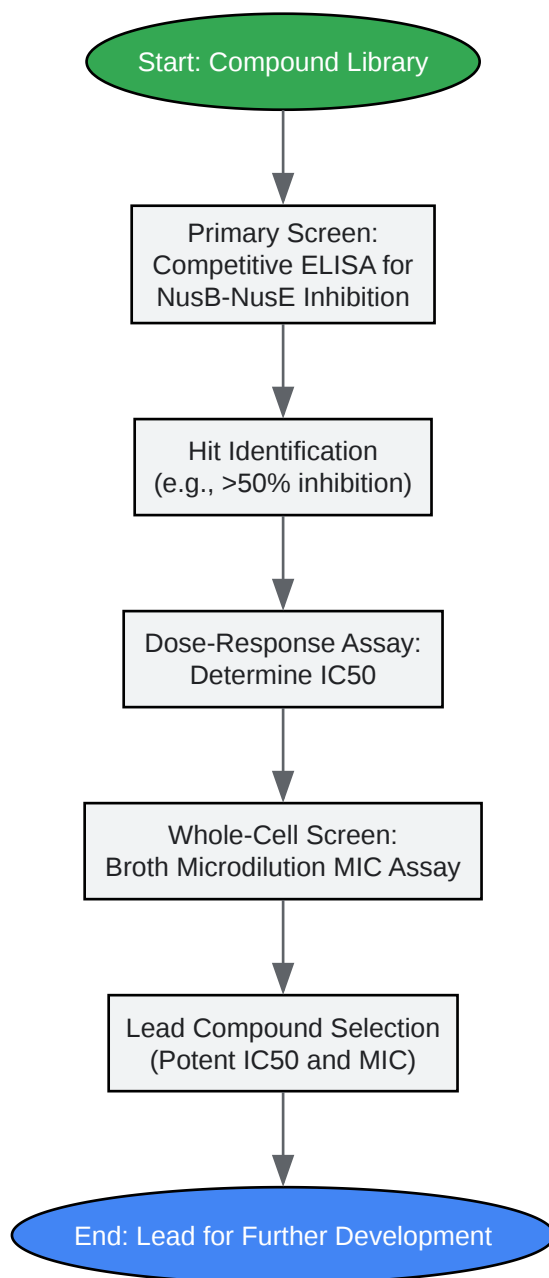 Start: Compound Library
Primary Screen:
Competitive ELISA for
NusB-NusE Inhibition
Hit Identification
(e.g., >50% inhibition)
Dose-Response Assay:
Determine IC50
Whole-Cell Screen:
Broth Microdilution MIC Assay
Lead Compound Selection
(Potent IC50 and MIC)
End: Lead for Further Development